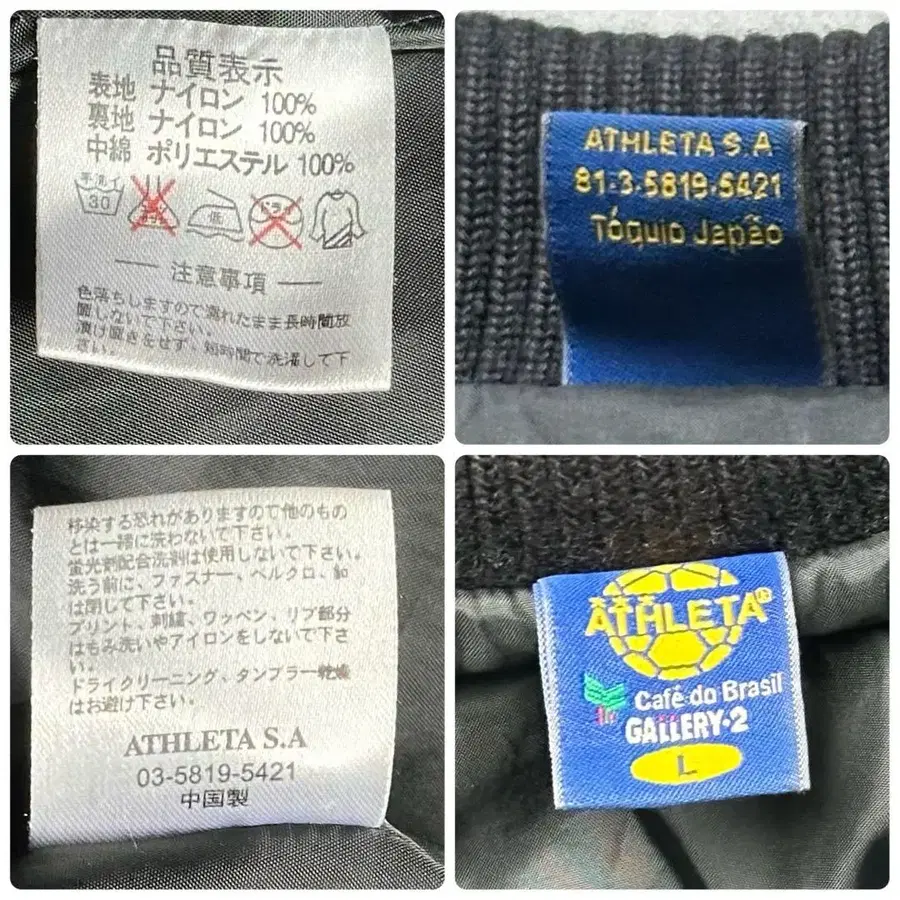 品質表示
表地 ナイロン 100%
裏地 ナイロン 100%
中綿 ポリエステル 100%
手洗イ
30
低
ドライ
注意事項
色落ちしますので濡れたまま長時間放
置しないで下さい。
漬け置きをせず、短時間で洗濯して下
さい。
ATHLETA S.A
81-3-5819-5421
Tóquio Japão
移染する恐れがありますので他のもの
とは一緒に洗わないで下さい。
蛍光剤配合洗剤は使用しないで下さい。
洗う前に、ファスナー、ベルクロ、釦
は閉じて下さい。
プリント、刺繍、ワッペン、リブ部分
はもみ洗いやアイロンをしないで下さ
い。
ドライクリーニング、タンブラー乾燥
はお避け下さい。
ATHLETA S.A
03-5819-5421
中国製
ATHLETA®
Café do Brasil
GALLERY·2
L